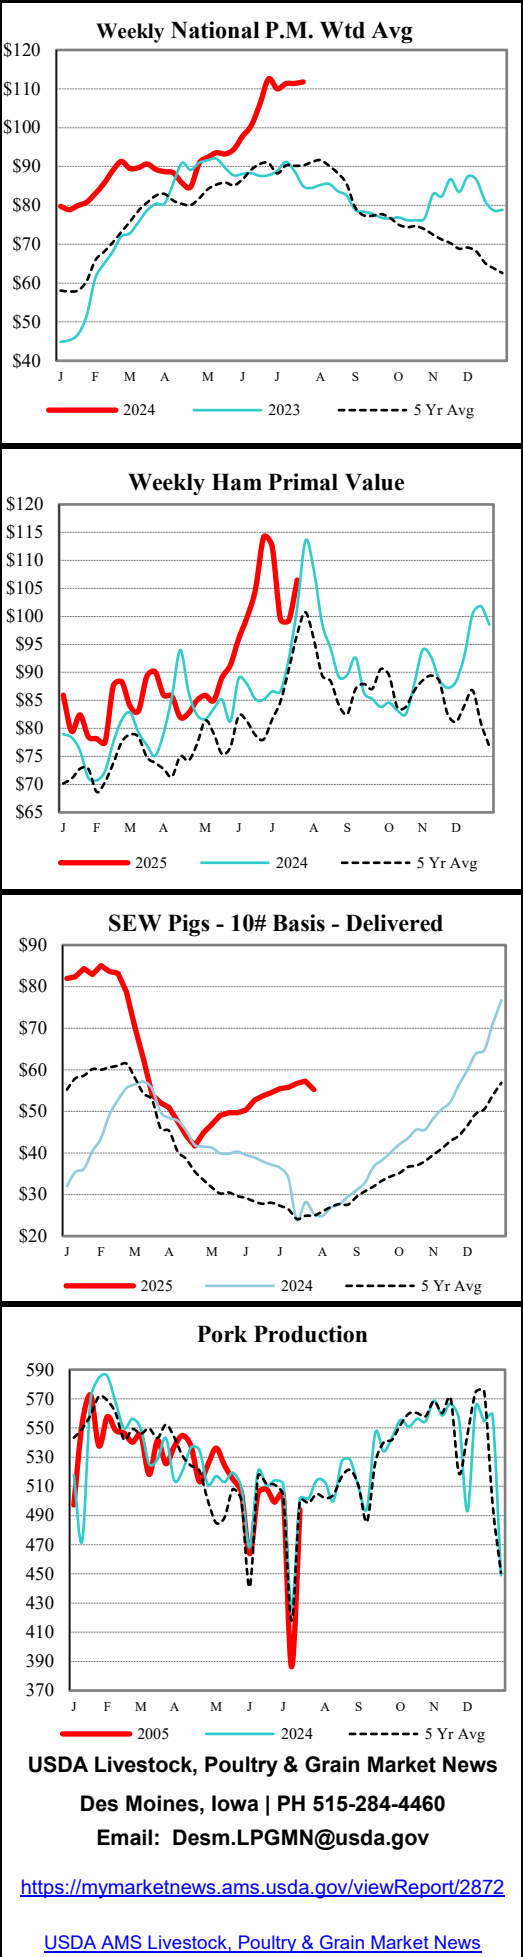 Weekly National P.M. Wtd Avg
$120
$110
$100
$90
$80
$70
$60
$50
$40
J F M A M J J A S O N D
2024 2023 5 Yr Avg
Weekly Ham Primal Value
$120
$115
$110
$105
$100
$95
$90
$85
$80
$75
$70
$65
J F M A M J J A S O N D
2025 2024 5 Yr Avg
SEW Pigs - 10# Basis - Delivered
$90
$80
$70
$60
$50
$40
$30
$20
J F M A M J J A S O N D
2025 2024 5 Yr Avg
Pork Production
590
570
550
530
510
490
470
450
430
410
390
370
J F M A M J J A S O N D
2005 2024 5 Yr Avg
USDA Livestock, Poultry & Grain Market News
Des Moines, Iowa | PH 515-284-4460
Email: Desm.LPGMN@usda.gov
https://mymarketnews.ams.usda.gov/viewReport/2872
USDA AMS Livestock, Poultry & Grain Market News